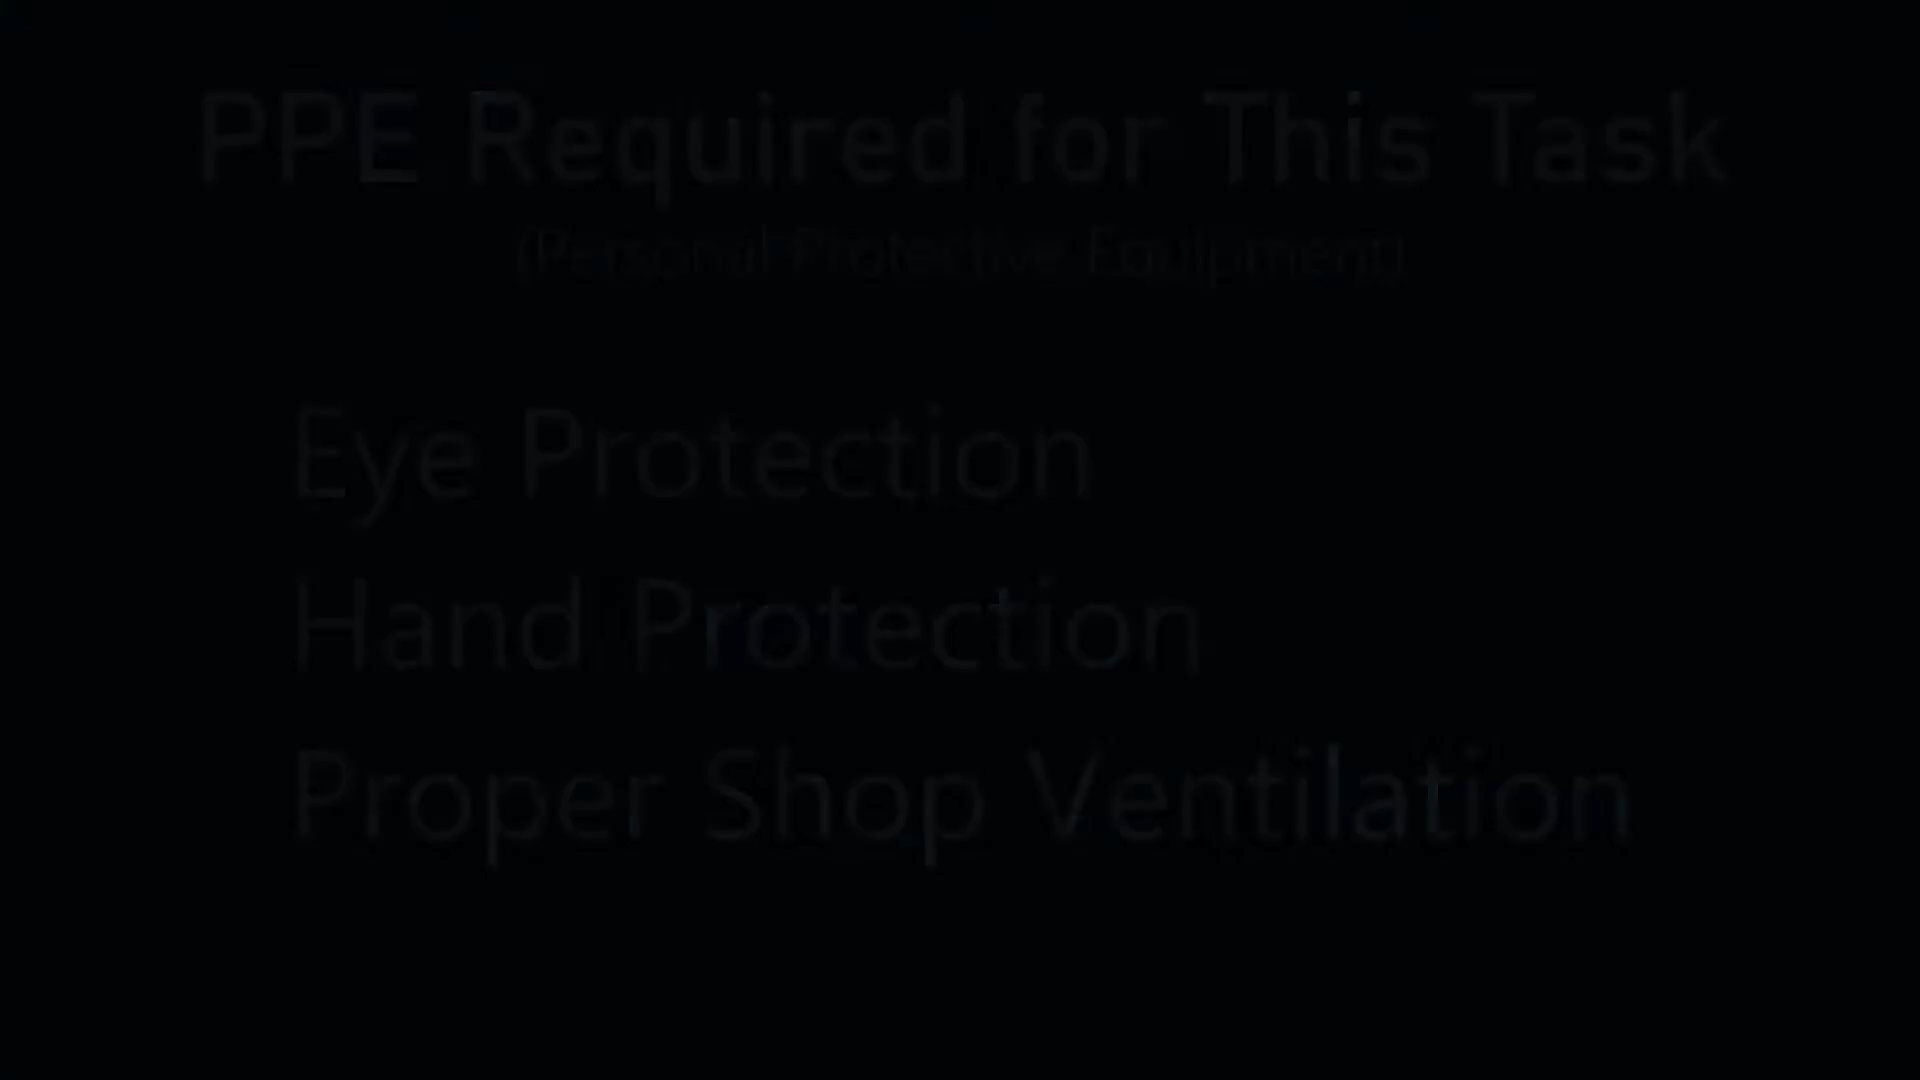 PPE Required for This Task
(Personal Protective Equipment)
Eye Protection
Hand Protection
Proper Shop Ventilation